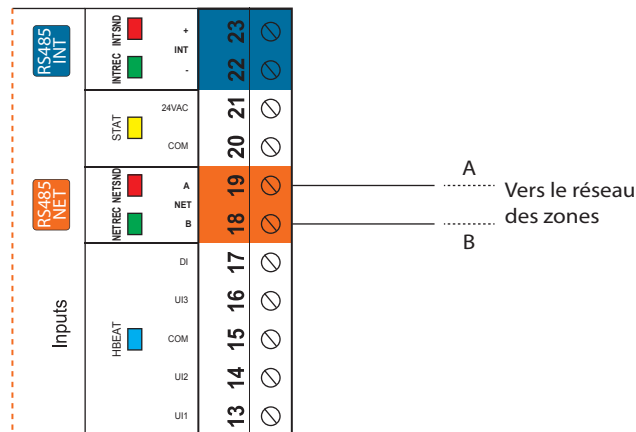 RS485
INT
INTREC INTSND
+
INT
-
23
22
STAT
24VAC
COM
21
20
RS485
NET
NETREC NETSND
A
NET
B
19
18
A
B
Vers le réseau
des zones
Inputs
HBEAT
DI
UI3
COM
UI2
UI1
17
16
15
14
13